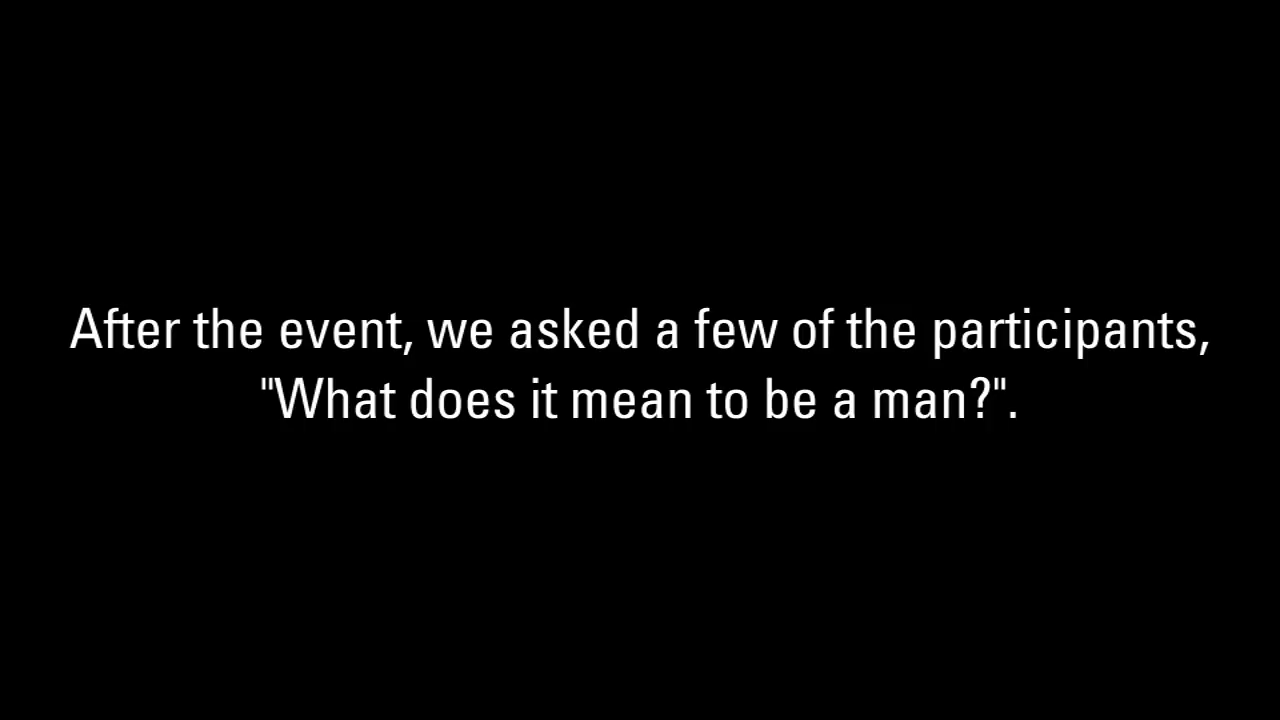 After the event, we asked a few of the participants,
"What does it mean to be a man?".